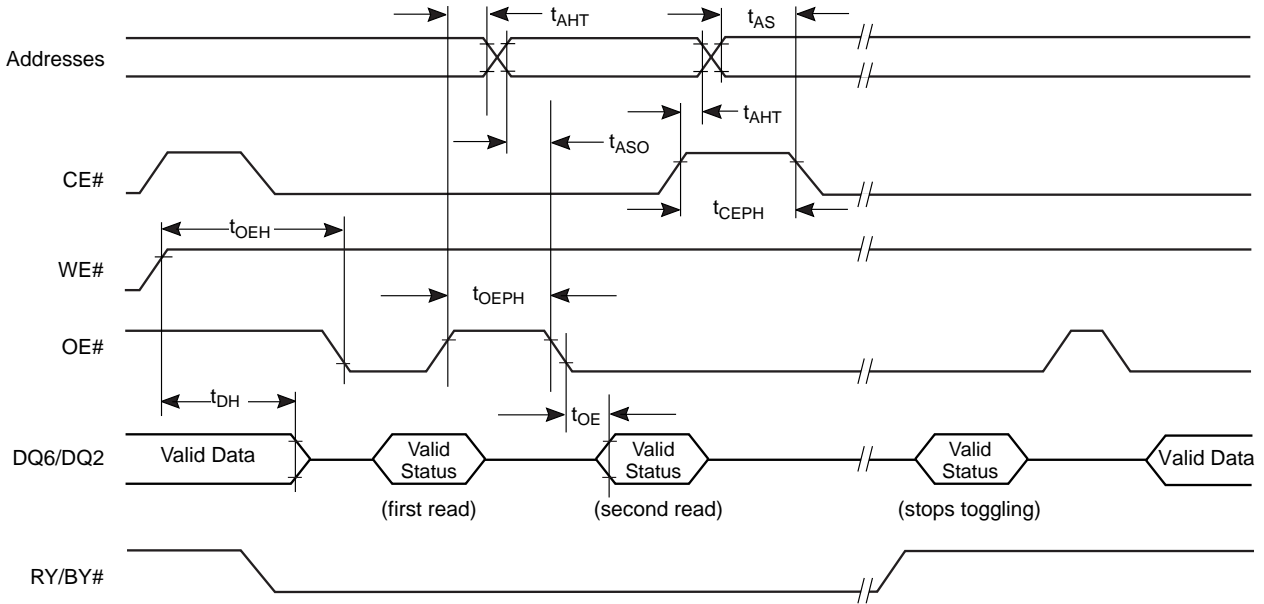 tAHT
tAS
Addresses
tAHT
tASO
CE#
tCEPH
tOEH
WE#
tOEPH
OE#
tDH
tOE
DQ6/DQ2
Valid Data
Valid
Status
Valid
Status
Valid
Status
Valid Data
(first read)
(second read)
(stops toggling)
RY/BY#